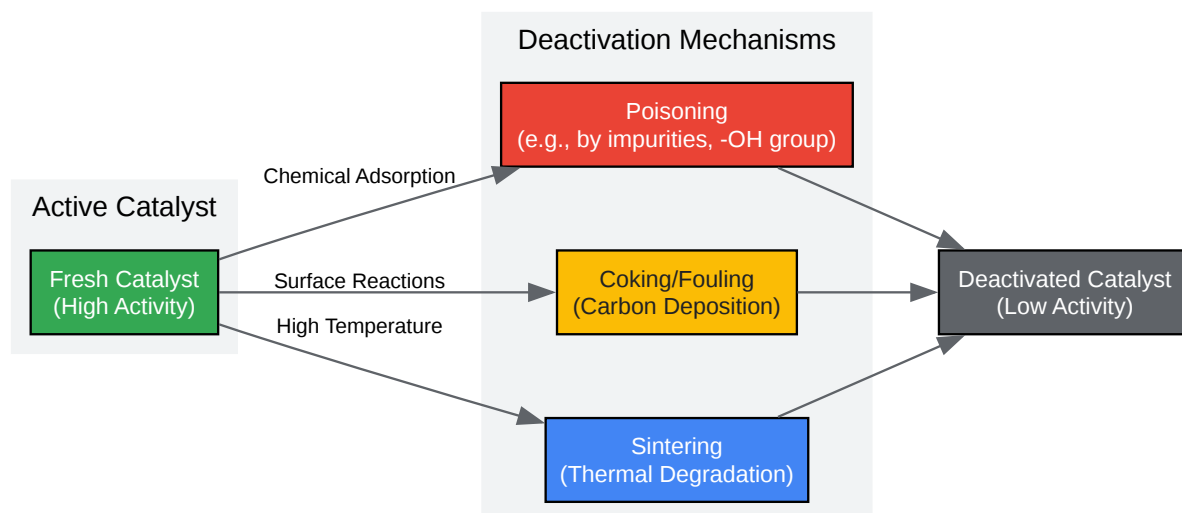 Deactivation Mechanisms
Poisoning
(e.g., by impurities, -OH group)
Chemical Adsorption
Active Catalyst
Fresh Catalyst
(High Activity)
Surface Reactions
Coking/Fouling
(Carbon Deposition)
Deactivated Catalyst
(Low Activity)
High Temperature
Sintering
(Thermal Degradation)